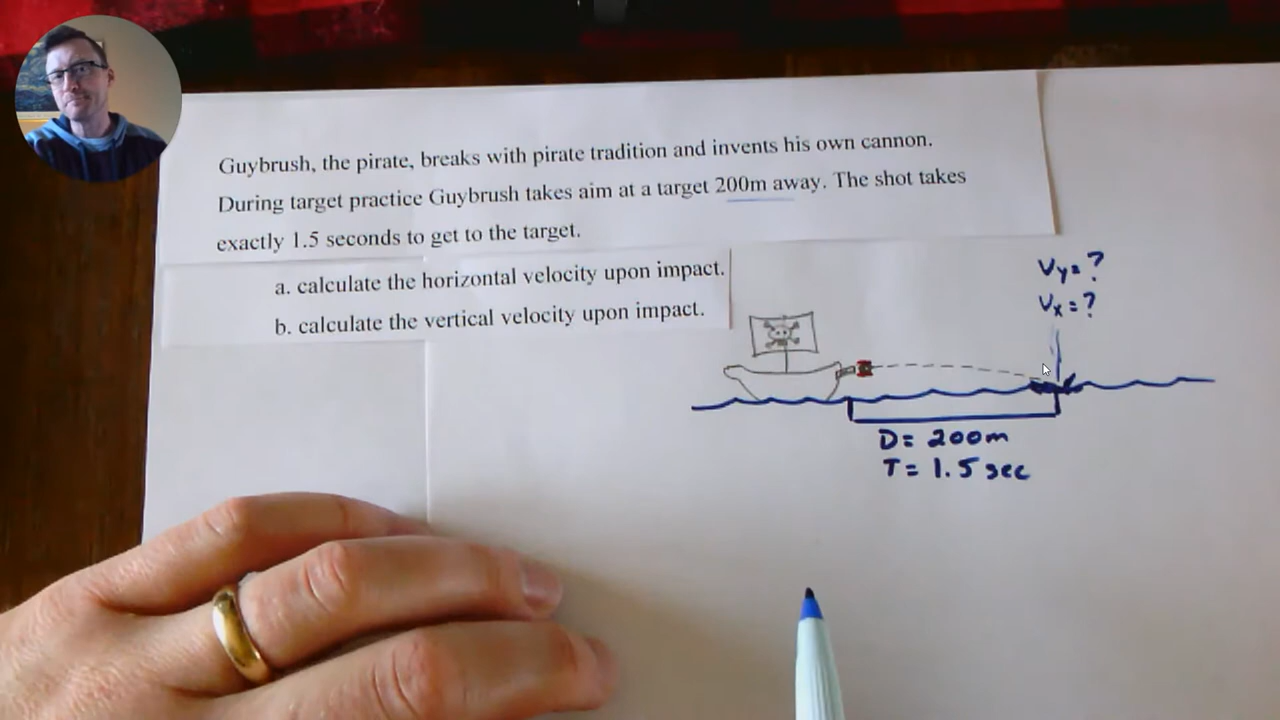 Guybrush, the pirate, breaks with pirate tradition and invents his own cannon.
During target practice Guybrush takes aim at a target 200m away. The shot takes
exactly 1.5 seconds to get to the target.
a. calculate the horizontal velocity upon impact.
b. calculate the vertical velocity upon impact.
Vy=?
Vx=?
D= 200m
T= 1.5 sec